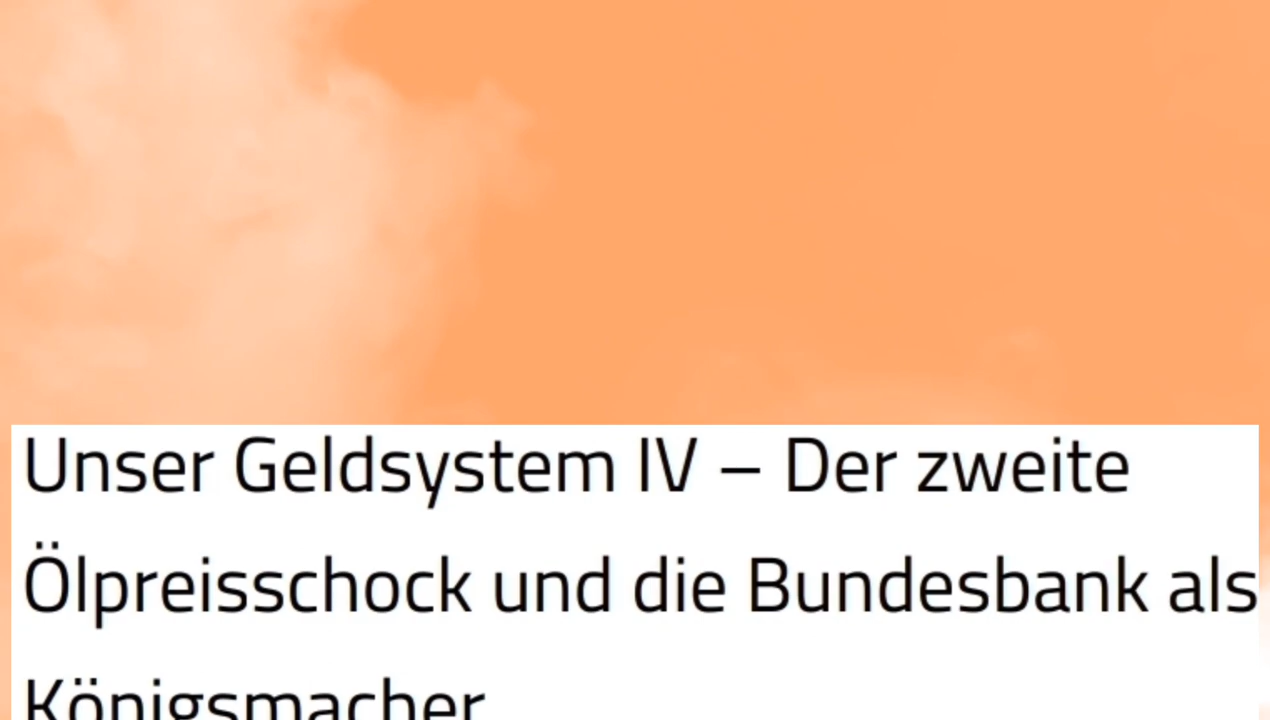 Unser Geldsystem IV – Der zweite
Ölpreisschock und die Bundesbank als
Königsmacher